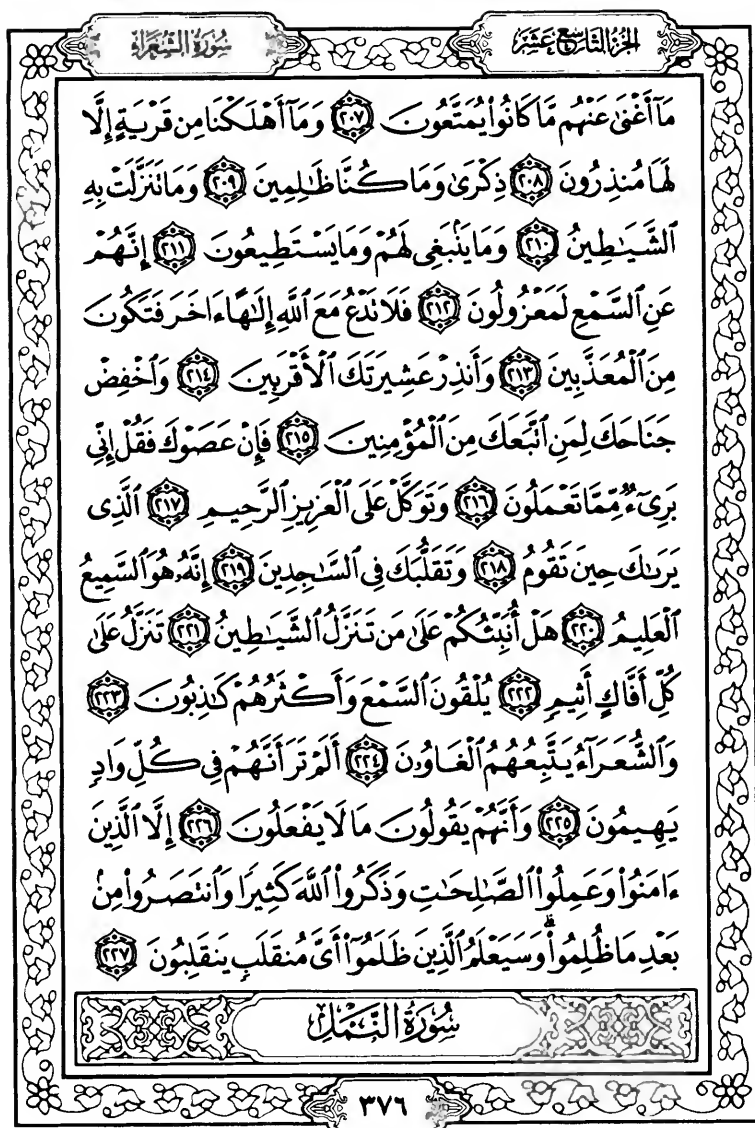 الجزء التاسع عشر
سورة الشعراء
مَآ أَغْنَىٰ عَنْهُم مَّا كَانُوا۟ يُمَتَّعُونَ ﴿٢٠٧﴾ وَمَآ أَهْلَكْنَا مِن قَرْيَةٍ إِلَّا
لَهَا مُنذِرُونَ ﴿٢٠٨﴾ ذِكْرَىٰ وَمَا كُنَّا ظَٰلِمِينَ ﴿٢٠٩﴾ وَمَا تَنَزَّلَتْ بِهِ
ٱلشَّيَٰطِينُ ﴿٢١٠﴾ وَمَا يَنۢبَغِى لَهُمْ وَمَا يَسْتَطِيعُونَ ﴿٢١١﴾ إِنَّهُمْ
عَنِ ٱلسَّمْعِ لَمَعْزُولُونَ ﴿٢١٢﴾ فَلَا تَدْعُ مَعَ ٱللَّهِ إِلَٰهًا ءَاخَرَ فَتَكُونَ
مِنَ ٱلْمُعَذَّبِينَ ﴿٢١٣﴾ وَأَنذِرْ عَشِيرَتَكَ ٱلْأَقْرَبِينَ ﴿٢١٤﴾ وَٱخْفِضْ
جَنَاحَكَ لِمَنِ ٱتَّبَعَكَ مِنَ ٱلْمُؤْمِنِينَ ﴿٢١٥﴾ فَإِنْ عَصَوْكَ فَقُلْ إِنِّى
بَرِىٓءٌ مِّمَّا تَعْمَلُونَ ﴿٢١٦﴾ وَتَوَكَّلْ عَلَى ٱلْعَزِيزِ ٱلرَّحِيمِ ﴿٢١٧﴾ ٱلَّذِى
يَرَىٰكَ حِينَ تَقُومُ ﴿٢١٨﴾ وَتَقَلُّبَكَ فِى ٱلسَّٰجِدِينَ ﴿٢١٩﴾ إِنَّهُۥ هُوَ ٱلسَّمِيعُ
ٱلْعَلِيمُ ﴿٢٢٠﴾ هَلْ أُنَبِّئُكُمْ عَلَىٰ مَن تَنَزَّلُ ٱلشَّيَٰطِينُ ﴿٢٢١﴾ تَنَزَّلُ عَلَىٰ
كُلِّ أَفَّاكٍ أَثِيمٍ ﴿٢٢٢﴾ يُلْقُونَ ٱلسَّمْعَ وَأَكْثَرُهُمْ كَٰذِبُونَ ﴿٢٢٣﴾
وَٱلشُّعَرَآءُ يَتَّبِعُهُمُ ٱلْغَاوُۥنَ ﴿٢٢٤﴾ أَلَمْ تَرَ أَنَّهُمْ فِى كُلِّ وَادٍ
يَهِيمُونَ ﴿٢٢٥﴾ وَأَنَّهُمْ يَقُولُونَ مَا لَا يَفْعَلُونَ ﴿٢٢٦﴾ إِلَّا ٱلَّذِينَ
ءَامَنُوا۟ وَعَمِلُوا۟ ٱلصَّٰلِحَٰتِ وَذَكَرُوا۟ ٱللَّهَ كَثِيرًا وَٱنتَصَرُوا۟ مِنۢ
بَعْدِ مَا ظُلِمُوا۟ ۗ وَسَيَعْلَمُ ٱلَّذِينَ ظَلَمُوٓا۟ أَىَّ مُنقَلَبٍ يَنقَلِبُونَ ﴿٢٢٧﴾
سُورَةُ النَّمْلِ
٣٧٦